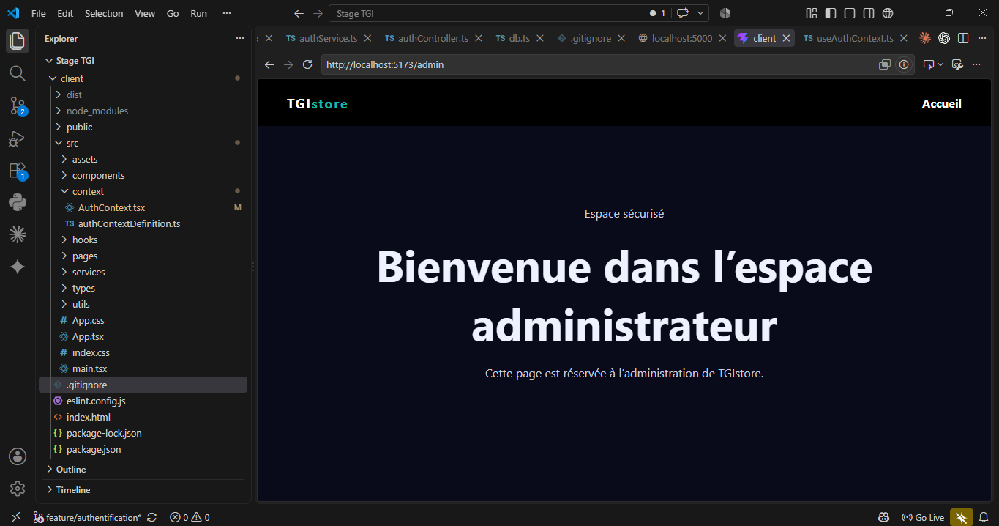 File Edit Selection View Go Run ···
Stage TGI
1
Explorer
Stage TGI
client
dist
node_modules
public
src
assets
components
context
AuthContext.tsx M
TS authContextDefinition.ts
hooks
pages
services
types
utils
# App.css
App.tsx
# index.css
main.tsx
.gitignore
eslint.config.js
<> index.html
{} package-lock.json
{} package.json
Outline
Timeline
2
1
TS authService.ts
TS authController.ts
TS db.ts
.gitignore
localhost:5000
client
TS useAuthContext.ts
http://localhost:5173/admin
TGIstore
Accueil
Espace sécurisé
Bienvenue dans l’espace
administrateur
Cette page est réservée à l’administration de TGIstore.
feature/authentification* 0 0
Go Live